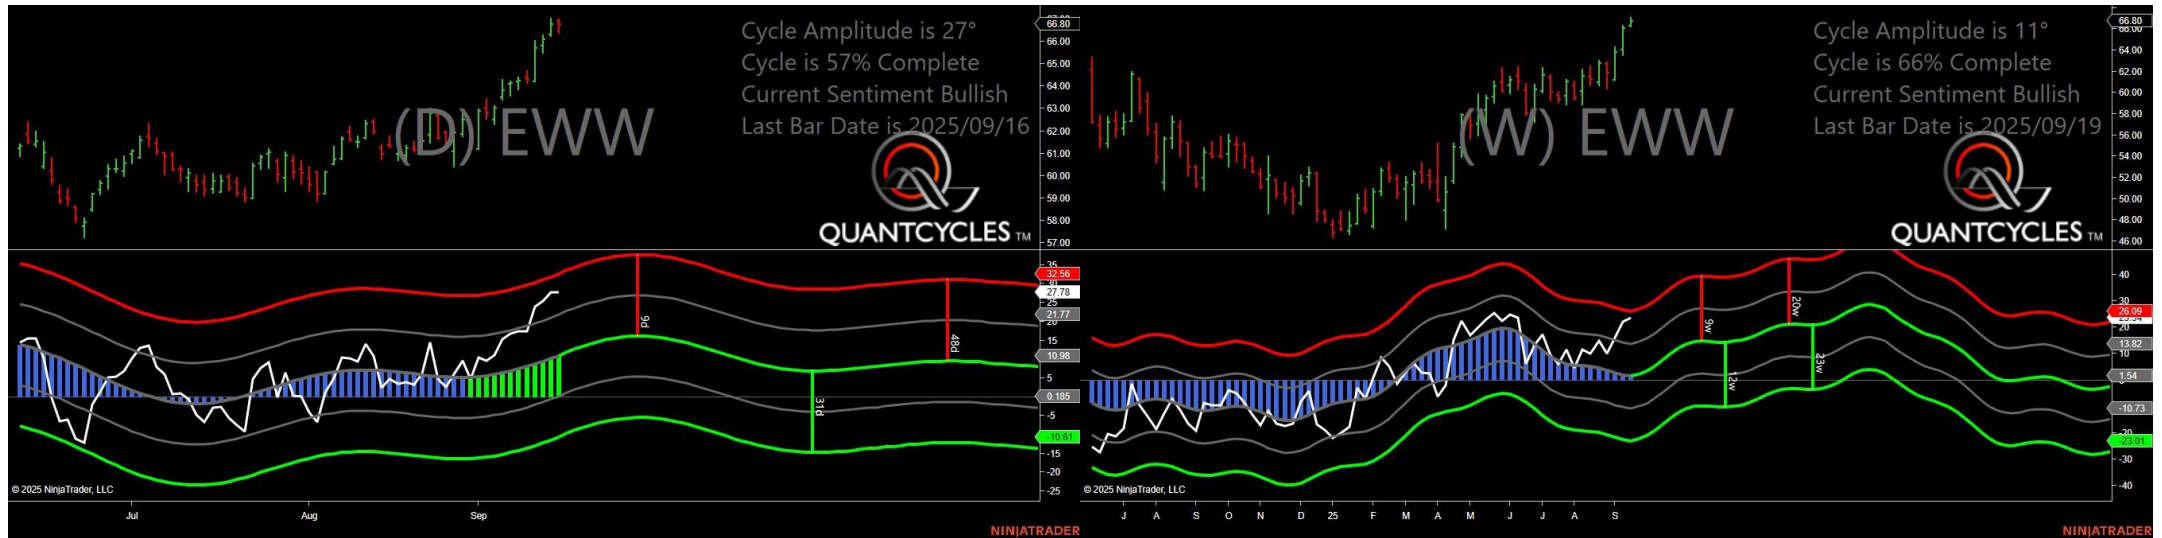 Cycle Amplitude is 27°
Cycle is 57% Complete
Current Sentiment Bullish
Last Bar Date is 2025/09/16
(D) EWW
QUANTCYCLES TM
66.80
66.00
65.00
64.00
63.00
62.00
61.00
60.00
59.00
58.00
57.00
35
32.56
27.78
25
21.77
20
15
10.98
5
0.185
-5
-10.61
-15
-20
-25
9d
48d
31d
© 2025 NinjaTrader, LLC
Jul Aug Sep
NINJATRADER
Cycle Amplitude is 11°
Cycle is 66% Complete
Current Sentiment Bullish
Last Bar Date is 2025/09/19
(W) EWW
QUANTCYCLES TM
66.80
66.00
64.00
62.00
60.00
58.00
56.00
54.00
52.00
50.00
48.00
46.00
40
30
26.09
20
13.82
10
1.54
-10.73
-20
-23.01
-30
-40
9w
20w
12w
23w
© 2025 NinjaTrader, LLC
J A S O N D 25 F M A M J J A S
NINJATRADER